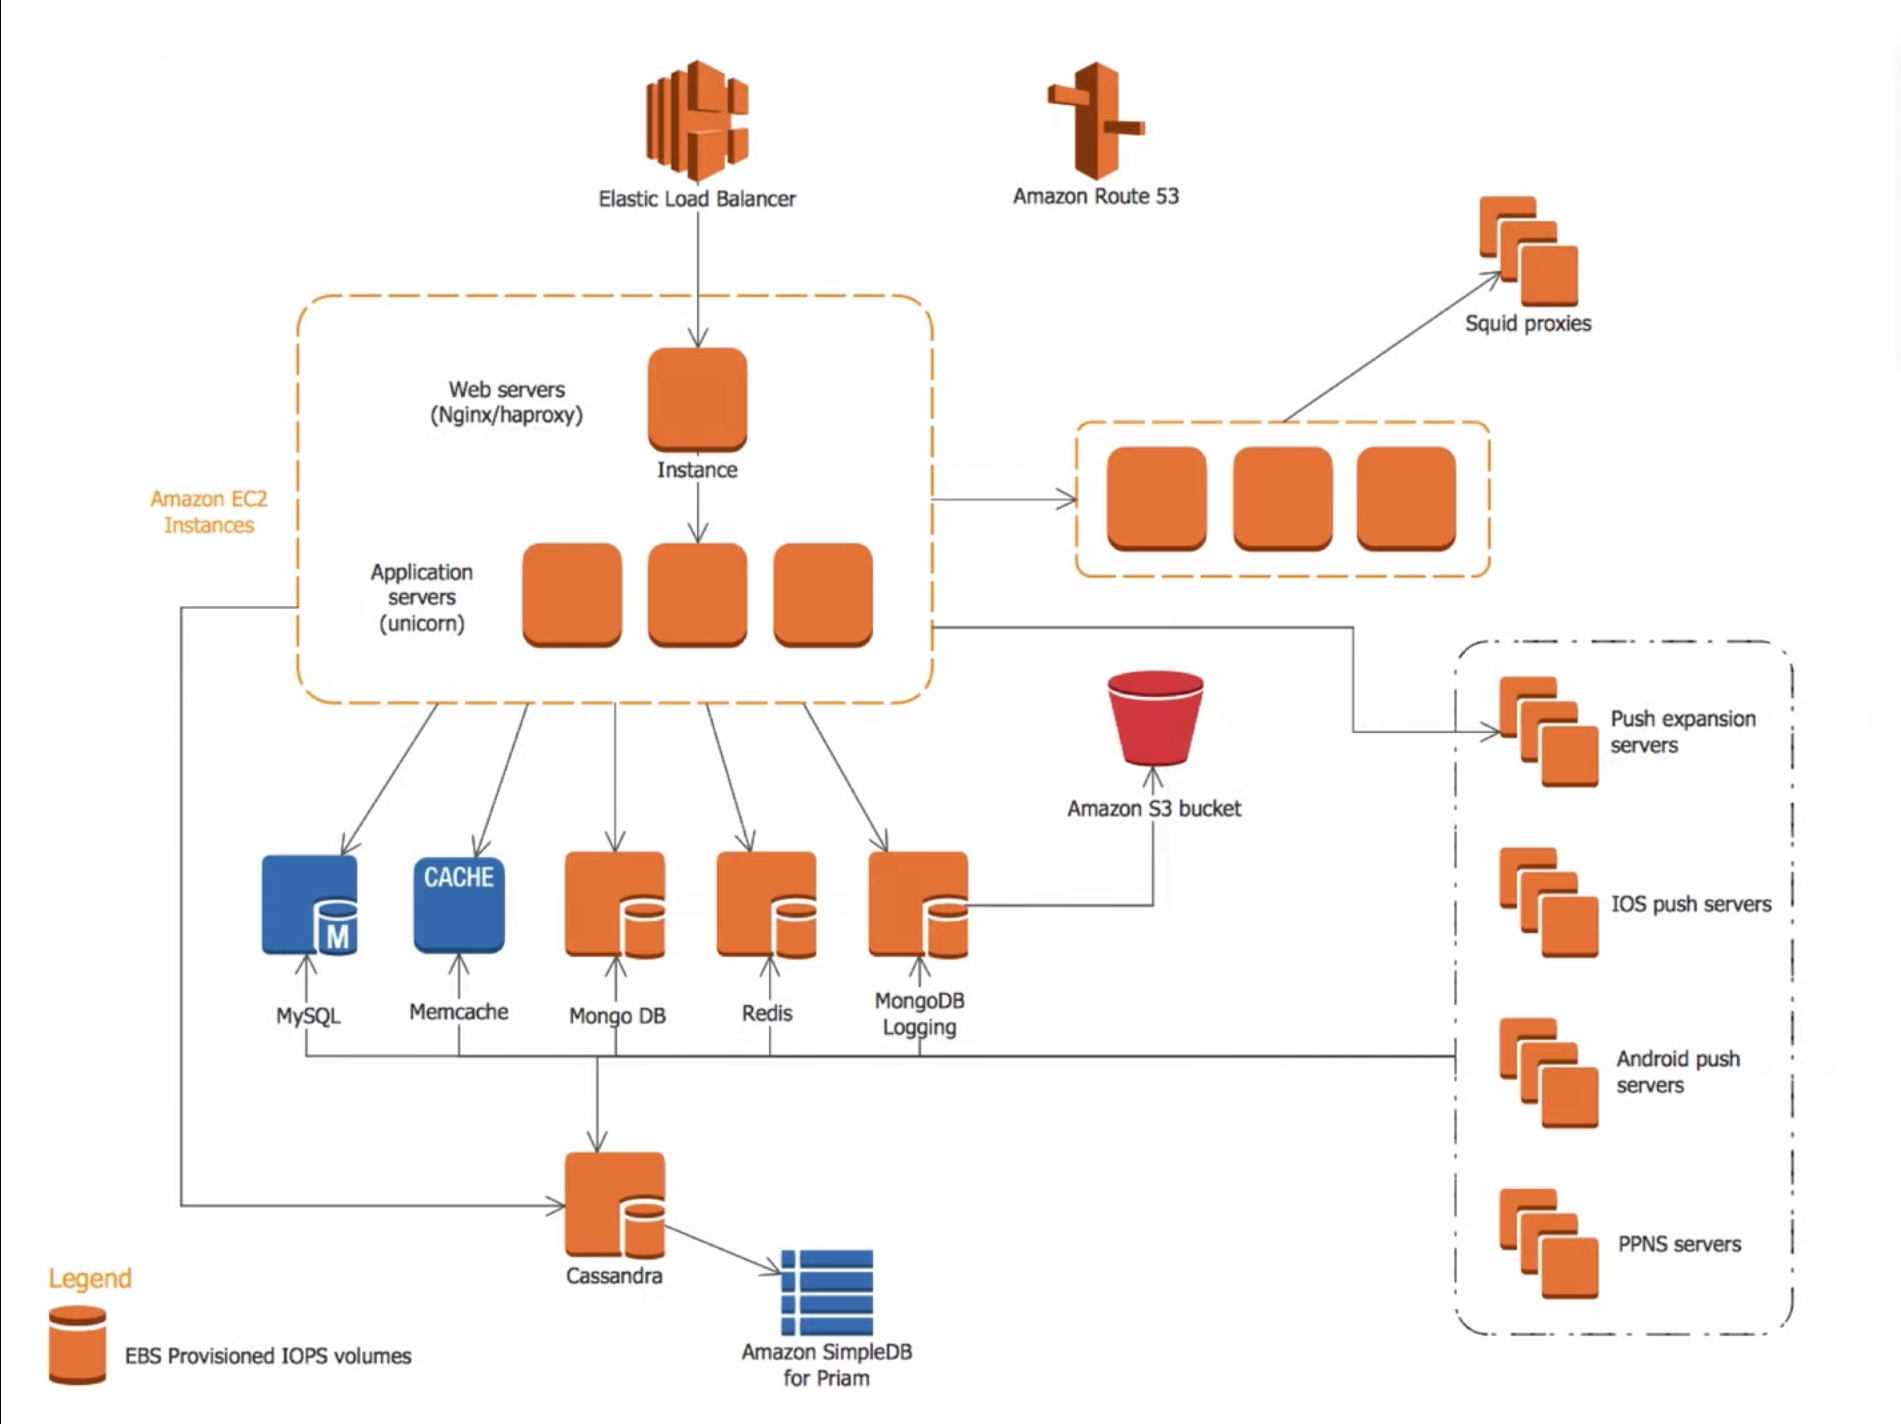 Elastic Load Balancer
Amazon Route 53
Squid proxies
Web servers
(Nginx/haproxy)
Instance
Amazon EC2
Instances
Application
servers
(unicorn)
Push expansion
servers
Amazon S3 bucket
CACHE
IOS push servers
M
MySQL
Memcache
Mongo DB
Redis
MongoDB
Logging
Android push
servers
PPNS servers
Cassandra
Legend
EBS Provisioned IOPS volumes
Amazon SimpleDB
for Priam